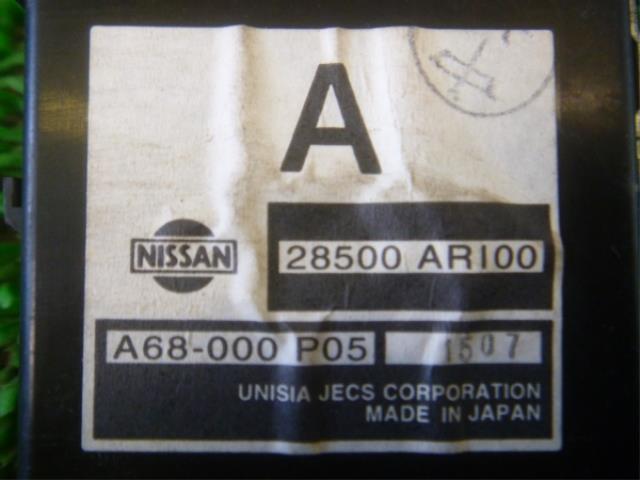 A
NISSAN
28500 AR100
A68-000 P05
1507
UNISIA JECS CORPORATION
MADE IN JAPAN